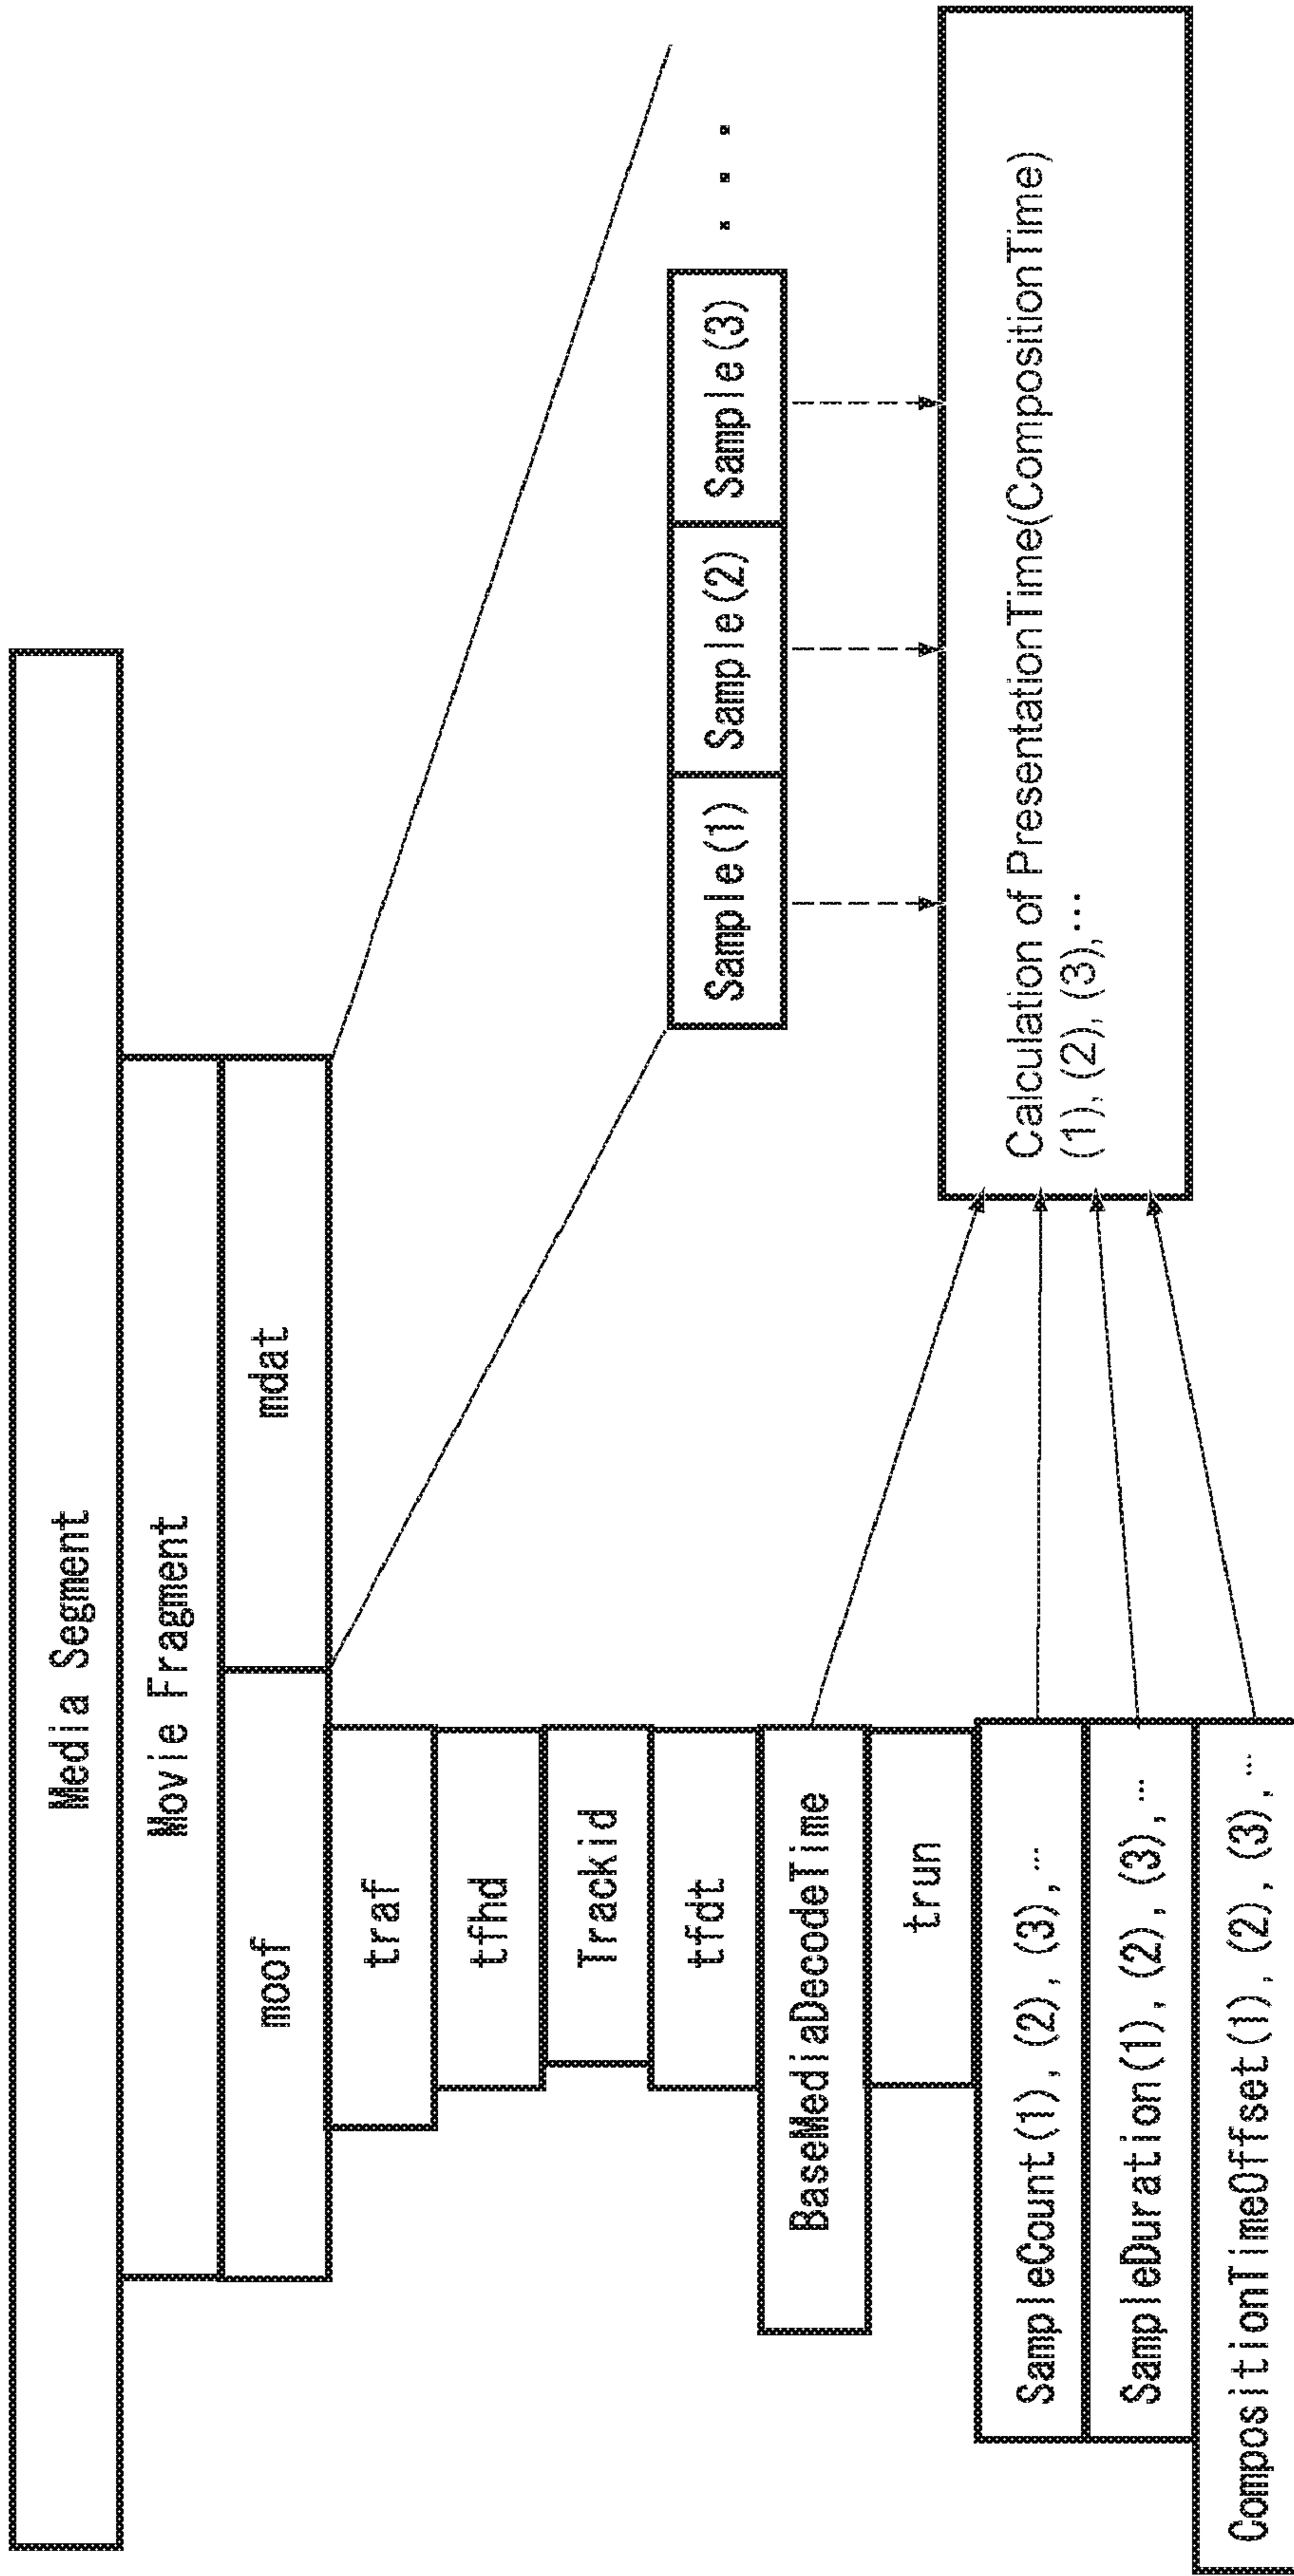 Media Segment
Movie Fragment
moof
mdat
traf
tfhd
Trackid
tfdt
BaseMediaDecodeTime
trun
SampleCount(1), (2), (3), ...
SampleDuration(1), (2), (3), ...
CompositionTimeOffset(1), (2), (3), ...
Sample(1)
Sample(2)
Sample(3)
. . .
Calculation of PresentationTime(CompositionTime)
(1), (2), (3), ...